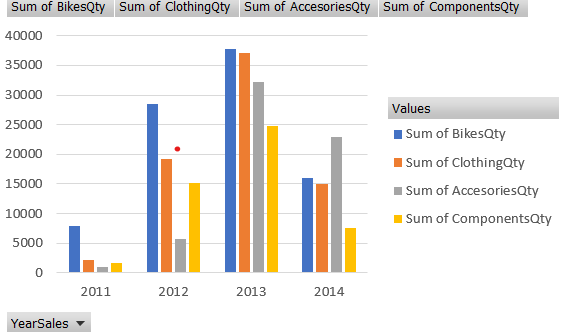 Sum of BikesQty Sum of ClothingQty Sum of AccesoriesQty Sum of ComponentsQty
40000
35000
30000
25000
20000
15000
10000
5000
0
2011 2012 2013 2014
Values
Sum of BikesQty
Sum of ClothingQty
Sum of AccesoriesQty
Sum of ComponentsQty
YearSales